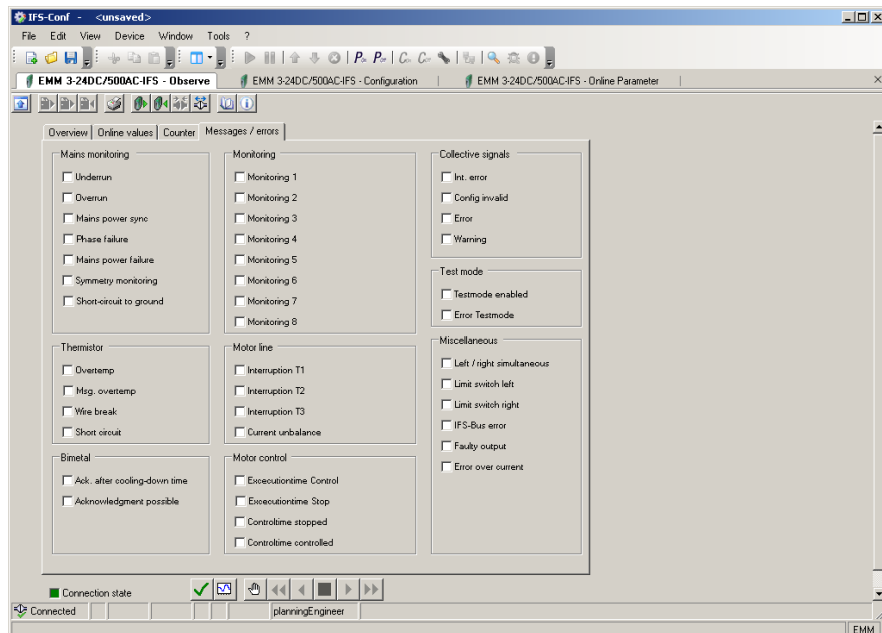 IFS-Conf - <unsaved>
File Edit View Device Window Tools ?
EMM 3-24DC/500AC-IFS - Observe
EMM 3-24DC/500AC-IFS - Configuration
EMM 3-24DC/500AC-IFS - Online Parameter
Overview Online values Counter Messages / errors
Mains monitoring
Underrun
Overrun
Mains power sync
Phase failure
Mains power failure
Symmetry monitoring
Short-circuit to ground
Thermistor
Overtemp
Msg. overtemp
Wire break
Short circuit
Bimetal
Ack. after cooling-down time
Acknowledgment possible
Monitoring
Monitoring 1
Monitoring 2
Monitoring 3
Monitoring 4
Monitoring 5
Monitoring 6
Monitoring 7
Monitoring 8
Motor line
Interruption T1
Interruption T2
Interruption T3
Current unbalance
Motor control
Excecutiontime Control
Excecutiontime Stop
Controltime stopped
Controltime controlled
Collective signals
Int. error
Config invalid
Error
Warning
Test mode
Testmode enabled
Error Testmode
Miscellaneous
Left / right simultaneous
Limit switch left
Limit switch right
IFS-Bus error
Faulty output
Error over current
Connection state
Connected
planningEngineer
EMM